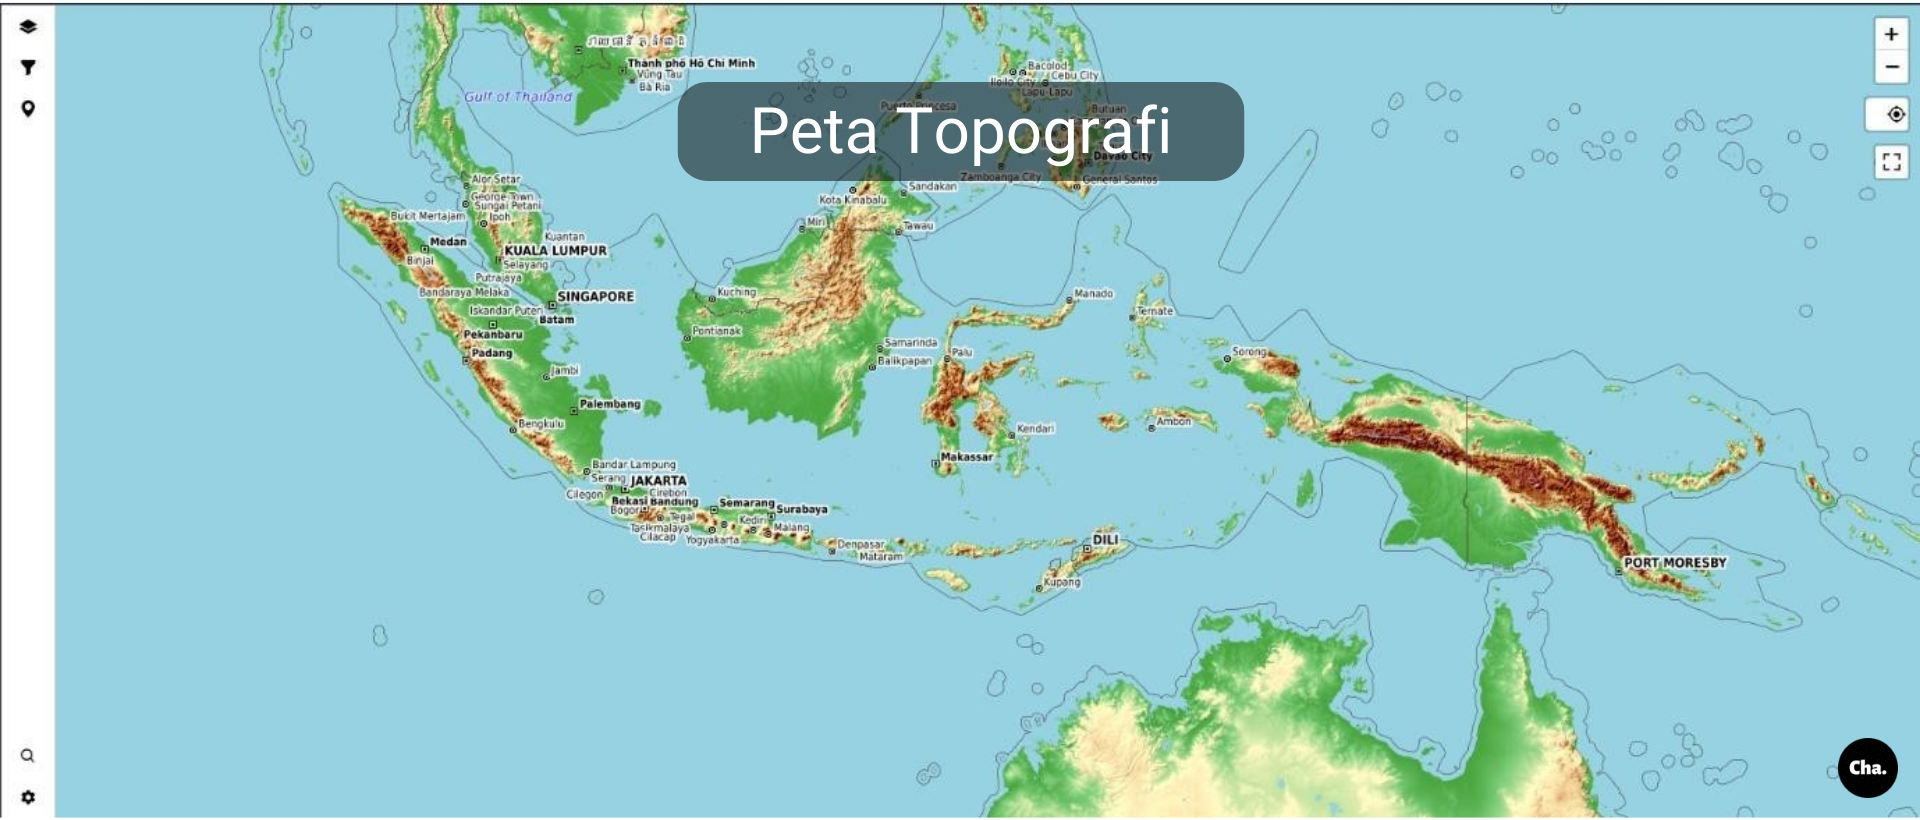 Thành phố Hồ Chí Minh
Vũng Tàu
Bà Rịa
Gulf of Thailand
Bacolod
Iloilo City
Cebu City
Lapu-Lapu
Puerto Princesa
Butuan
Peta Topografi
Davao City
Zamboanga City
General Santos
Alor Setar
George Town
Sungai Petani
Bukit Mertajam
Ipoh
Kota Kinabalu
Sandakan
Miri
Tawau
Kuantan
Medan
KUALA LUMPUR
Binjai
Selayang
Putrajaya
Bandaraya Melaka
SINGAPORE
Kuching
Manado
Iskandar Puteri
Batam
Ternate
Pekanbaru
Pontianak
Samarinda
Padang
Balikpapan
Palu
Sorong
Jambi
Palembang
Bengkulu
Ambon
Kendari
Makassar
Bandar Lampung
Serang
JAKARTA
Cilegon
Cirebon
Bekasi Bandung
Semarang
Bogor
Tegal
Surabaya
Kediri
Tasikmalaya
Malang
Cilacap
Yogyakarta
Denpasar
Mataram
DILI
Kupang
PORT MORESBY
Cha.